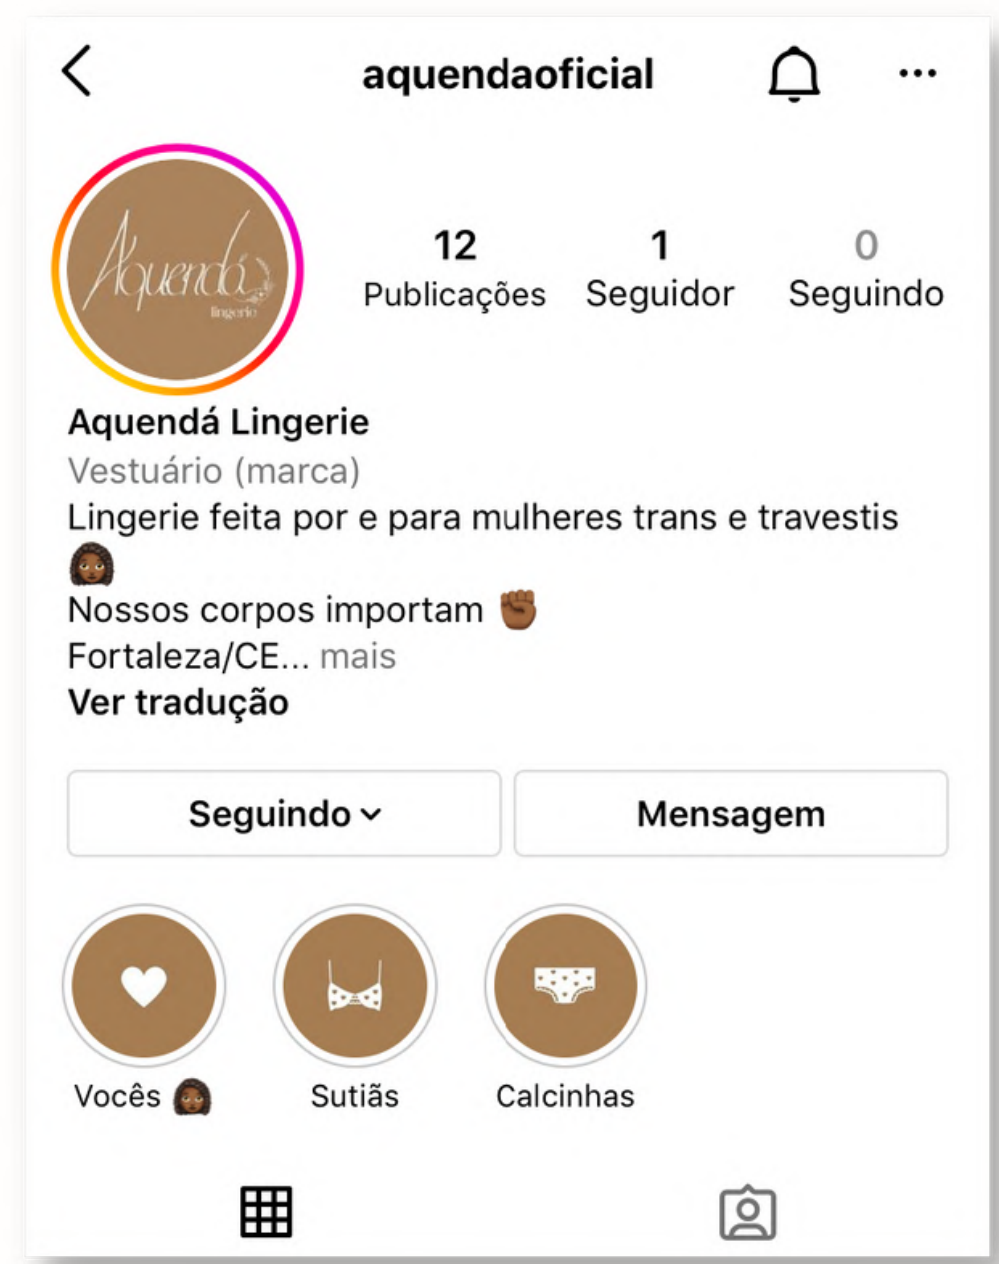 aquendaoficial
Aquendá
lingerie
12
Publicações
1
Seguidor
0
Seguindo
Aquendá Lingerie
Vestuário (marca)
Lingerie feita por e para mulheres trans e travestis
👩🏾‍🦱
Nossos corpos importam ✊🏾
Fortaleza/CE... mais
Ver tradução
Seguindo
Mensagem
Vocês 👩🏾‍🦱
Sutiãs
Calcinhas